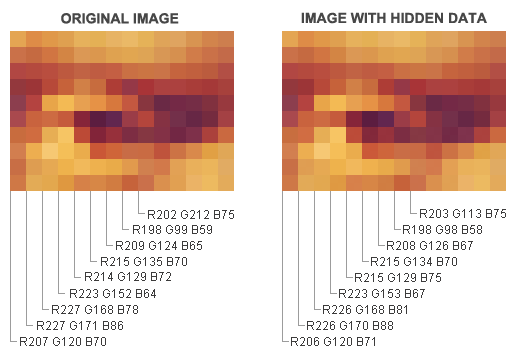 ORIGINAL IMAGE
R202 G212 B75
R198 G99 B59
R209 G124 B65
R215 G135 B70
R214 G129 B72
R223 G152 B64
R227 G168 B78
R227 G171 B86
R207 G120 B70
IMAGE WITH HIDDEN DATA
R203 G113 B75
R198 G98 B58
R208 G126 B67
R215 G134 B70
R215 G129 B75
R223 G153 B67
R226 G168 B81
R226 G170 B88
R206 G120 B71